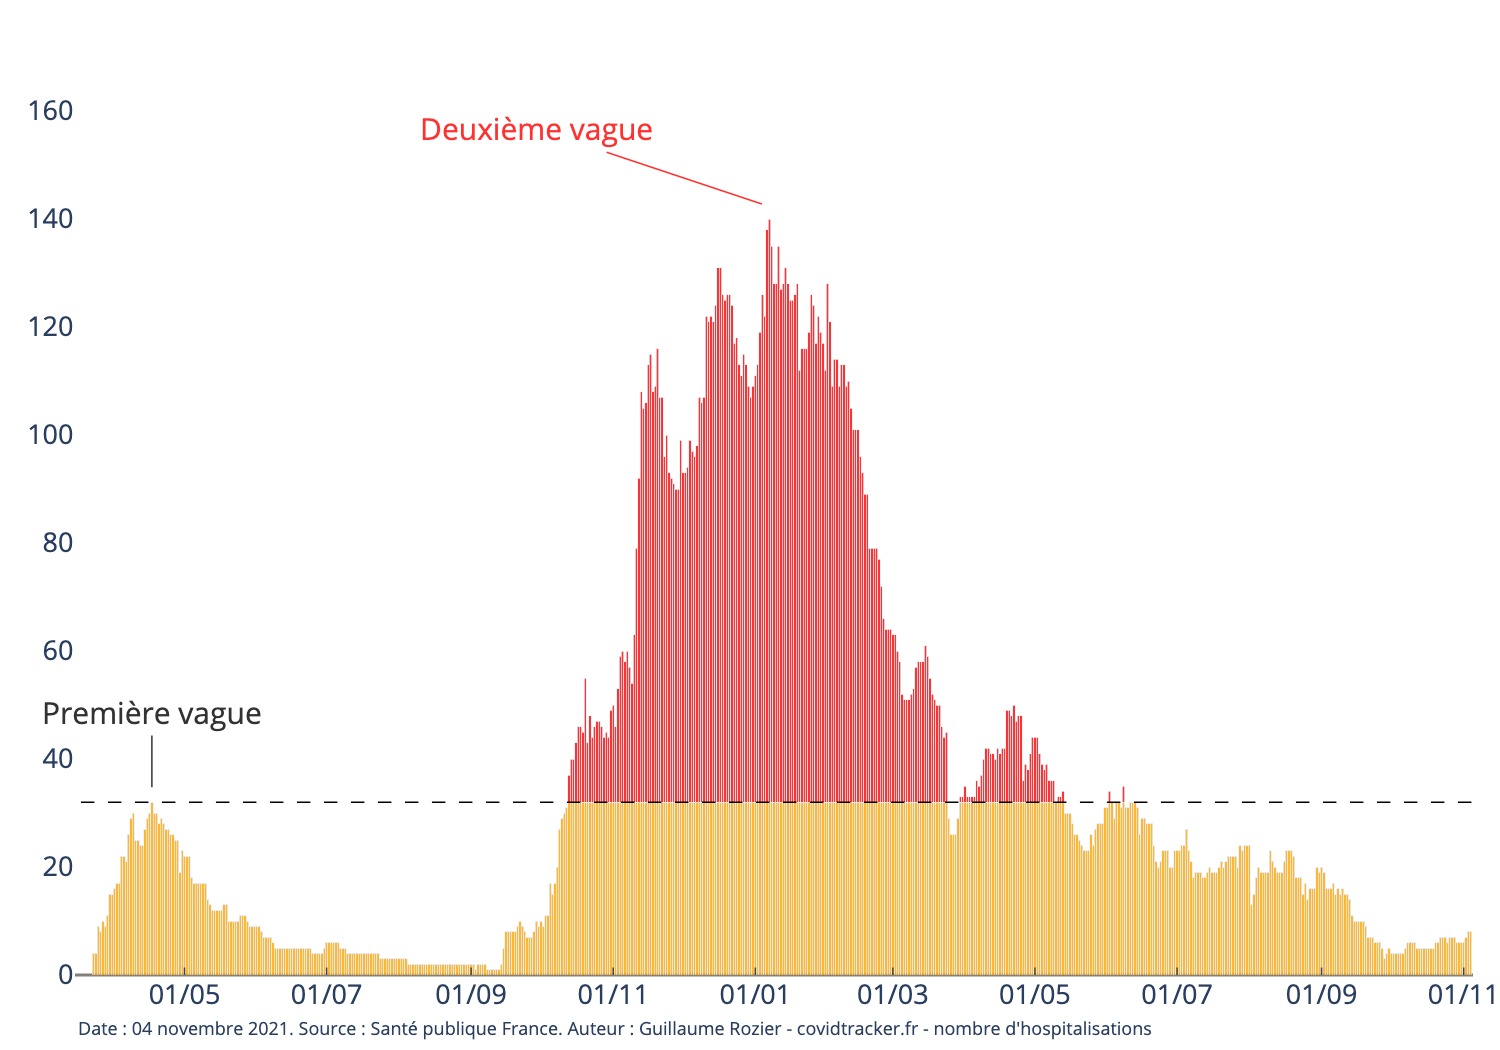 160
Deuxième vague
140
120
100
80
60
Première vague
40
20
0
01/05 01/07 01/09 01/11 01/01 01/03 01/05 01/07 01/09 01/11
Date : 04 novembre 2021. Source : Santé publique France. Auteur : Guillaume Rozier - covidtracker.fr - nombre d'hospitalisations